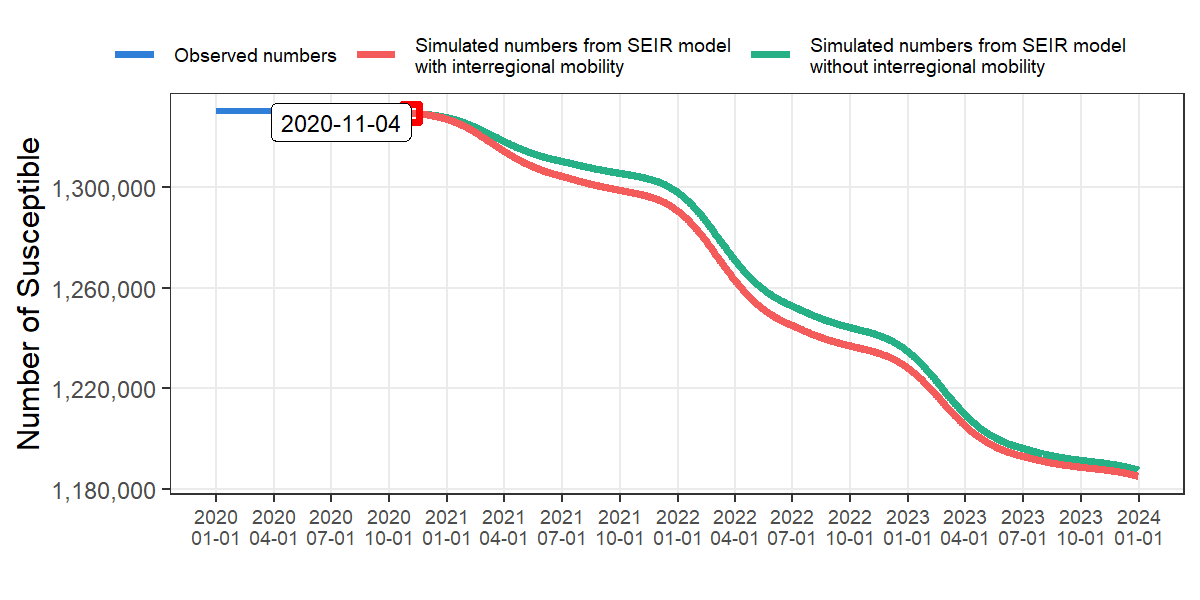 Observed numbers
Simulated numbers from SEIR model
with interregional mobility
Simulated numbers from SEIR model
without interregional mobility
Number of Susceptible
1,300,000
1,260,000
1,220,000
1,180,000
2020-11-04
2020 2020 2020 2020 2021 2021 2021 2021 2022 2022 2022 2022 2023 2023 2023 2023 2024
01-01 04-01 07-01 10-01 01-01 04-01 07-01 10-01 01-01 04-01 07-01 10-01 01-01 04-01 07-01 10-01 01-01